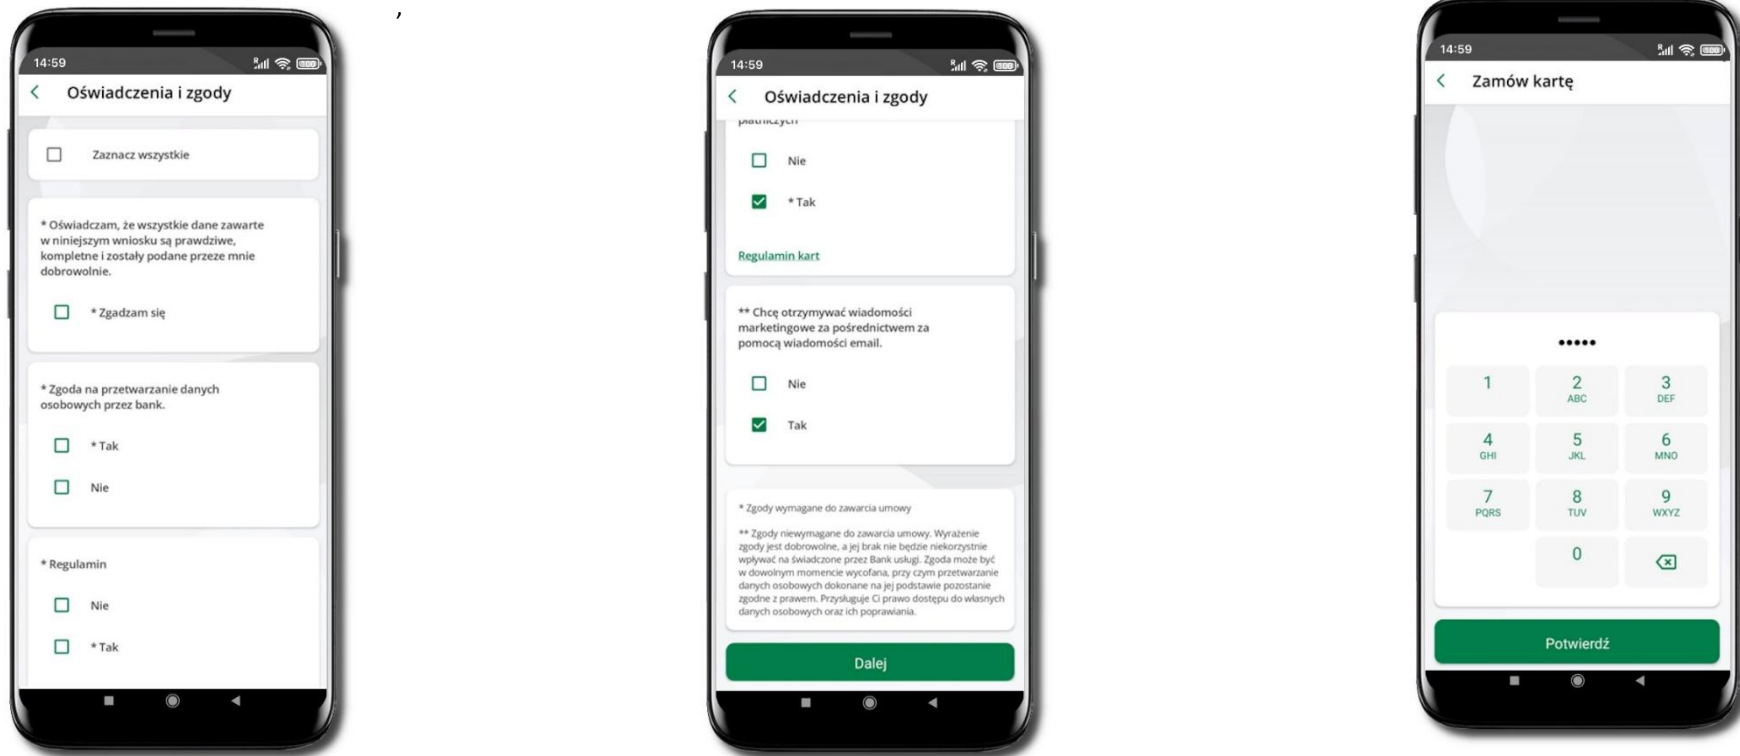 ,
14:59
Oświadczenia i zgody
Zaznacz wszystkie
* Oświadczam, że wszystkie dane zawarte
w niniejszym wniosku są prawdziwe,
kompletne i zostały podane przeze mnie
dobrowolnie.
* Zgadzam się
* Zgoda na przetwarzanie danych
osobowych przez bank.
* Tak
Nie
* Regulamin
Nie
* Tak
14:59
Oświadczenia i zgody
płatniczych
Nie
* Tak
Regulamin kart
** Chcę otrzymywać wiadomości
marketingowe za pośrednictwem za
pomocą wiadomości email.
Nie
Tak
* Zgody wymagane do zawarcia umowy
** Zgody niewymagane do zawarcia umowy. Wyrażenie
zgody jest dobrowolne, a jej brak nie będzie niekorzystnie
wpływać na świadczone przez Bank usługi. Zgoda może być
w dowolnym momencie wycofana, przy czym przetwarzanie
danych osobowych dokonane na jej podstawie pozostanie
zgodne z prawem. Przysługuje Ci prawo dostępu do własnych
danych osobowych oraz ich poprawiania.
Dalej
14:59
Zamów kartę
•••••
1 2 3
ABC DEF
4 5 6
GHI JKL MNO
7 8 9
PQRS TUV WXYZ
0
Potwierdź